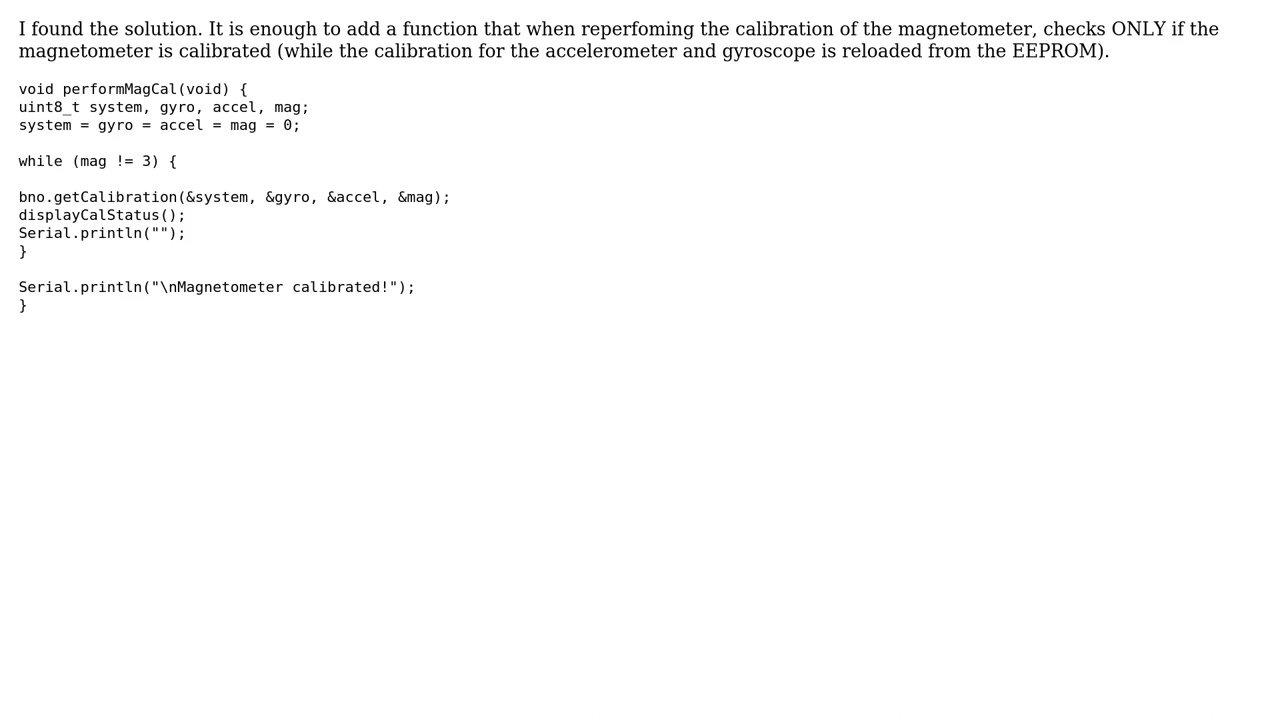 I found the solution. It is enough to add a function that when reperfoming the calibration of the magnetometer, checks ONLY if the
magnetometer is calibrated (while the calibration for the accelerometer and gyroscope is reloaded from the EEPROM).
void performMagCal(void) {
uint8_t system, gyro, accel, mag;
system = gyro = accel = mag = 0;
while (mag != 3) {
bno.getCalibration(&system, &gyro, &accel, &mag);
displayCalStatus();
Serial.println("");
}
Serial.println("\nMagnetometer calibrated!");
}